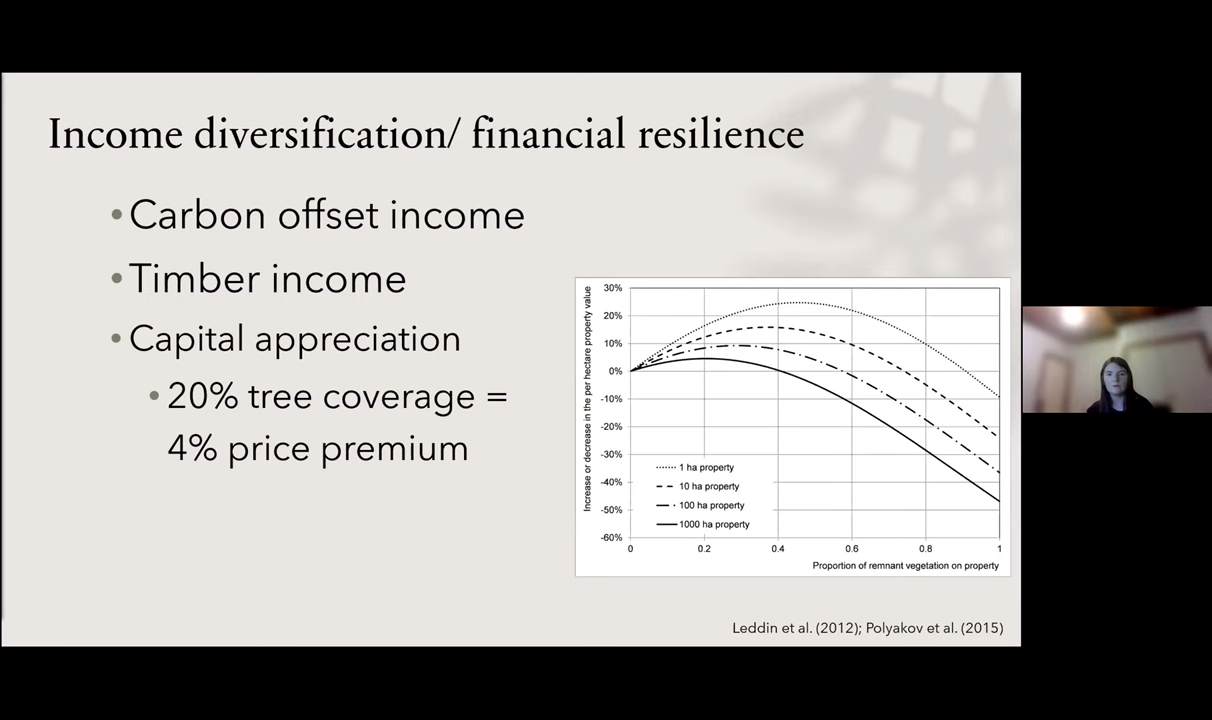 Income diversification/ financial resilience
•Carbon offset income
•Timber income
•Capital appreciation
•20% tree coverage =
4% price premium
Increase or decrease in the per hectare property value
30%
20%
10%
0%
-10%
-20%
-30%
-40%
-50%
-60%
1 ha property
10 ha property
100 ha property
1000 ha property
0 0.2 0.4 0.6 0.8 1
Proportion of remnant vegetation on property
Leddin et al. (2012); Polyakov et al. (2015)